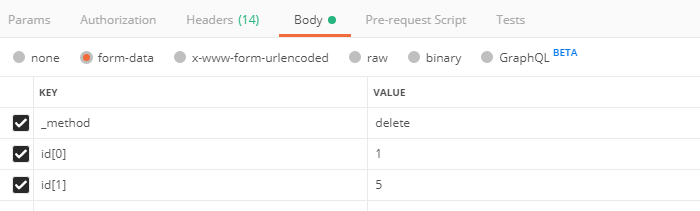 Params Authorization Headers (14) Body Pre-request Script Tests
none form-data x-www-form-urlencoded raw binary GraphQL BETA
KEY VALUE
_method delete
id[0] 1
id[1] 5